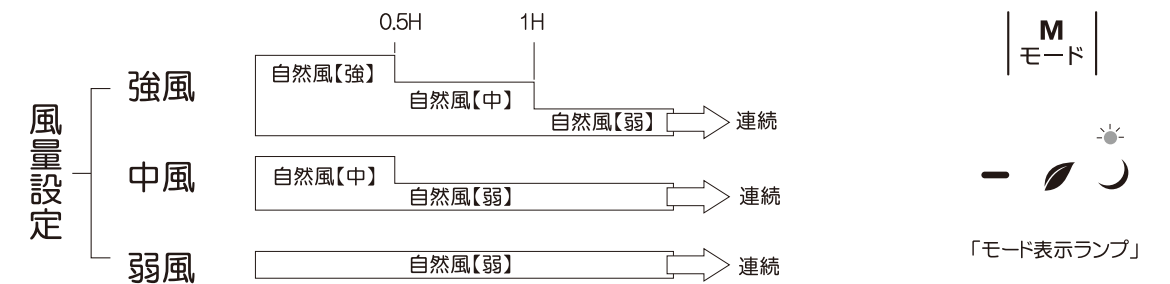 0.5H
1H
風量設定
強風
自然風【強】
自然風【中】
自然風【弱】
連続
中風
自然風【中】
自然風【弱】
連続
弱風
自然風【弱】
連続
M
モード
「モード表示ランプ」